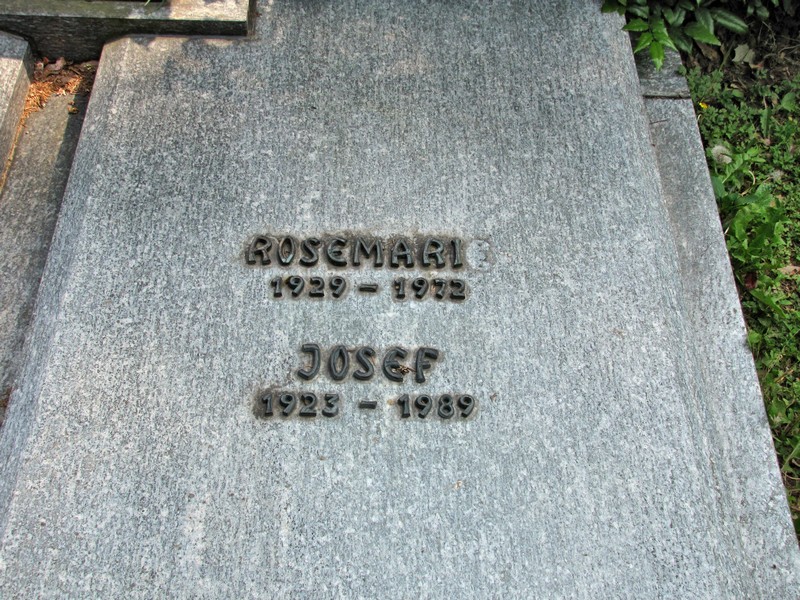 ROSEMARI
1929 – 1972
JOSEF
1923 – 1989